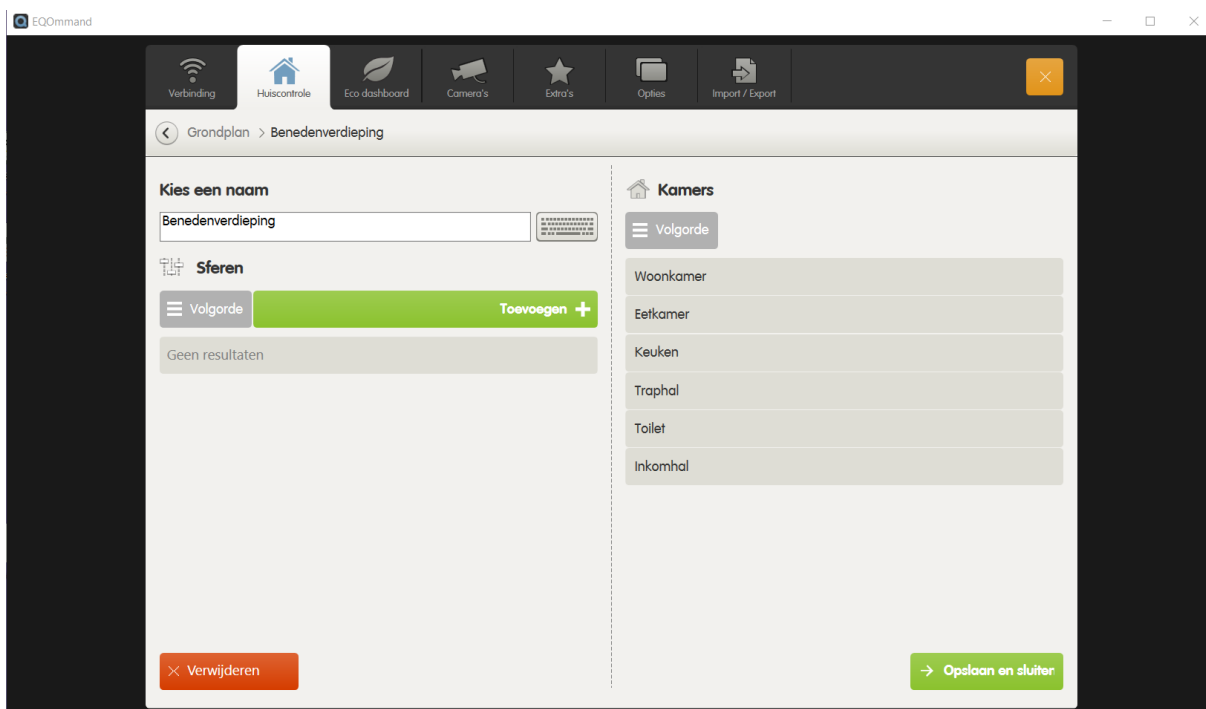 EQOmmand
Verbinding
Huiscontrole
Eco dashboard
Camera's
Extra's
Opties
Import / Export
Grondplan > Benedenverdieping
Kies een naam
Benedenverdieping
Sferen
Volgorde
Toevoegen
Geen resultaten
Verwijderen
Kamers
Volgorde
Woonkamer
Eetkamer
Keuken
Traphal
Toilet
Inkomhal
Opslaan en sluiten